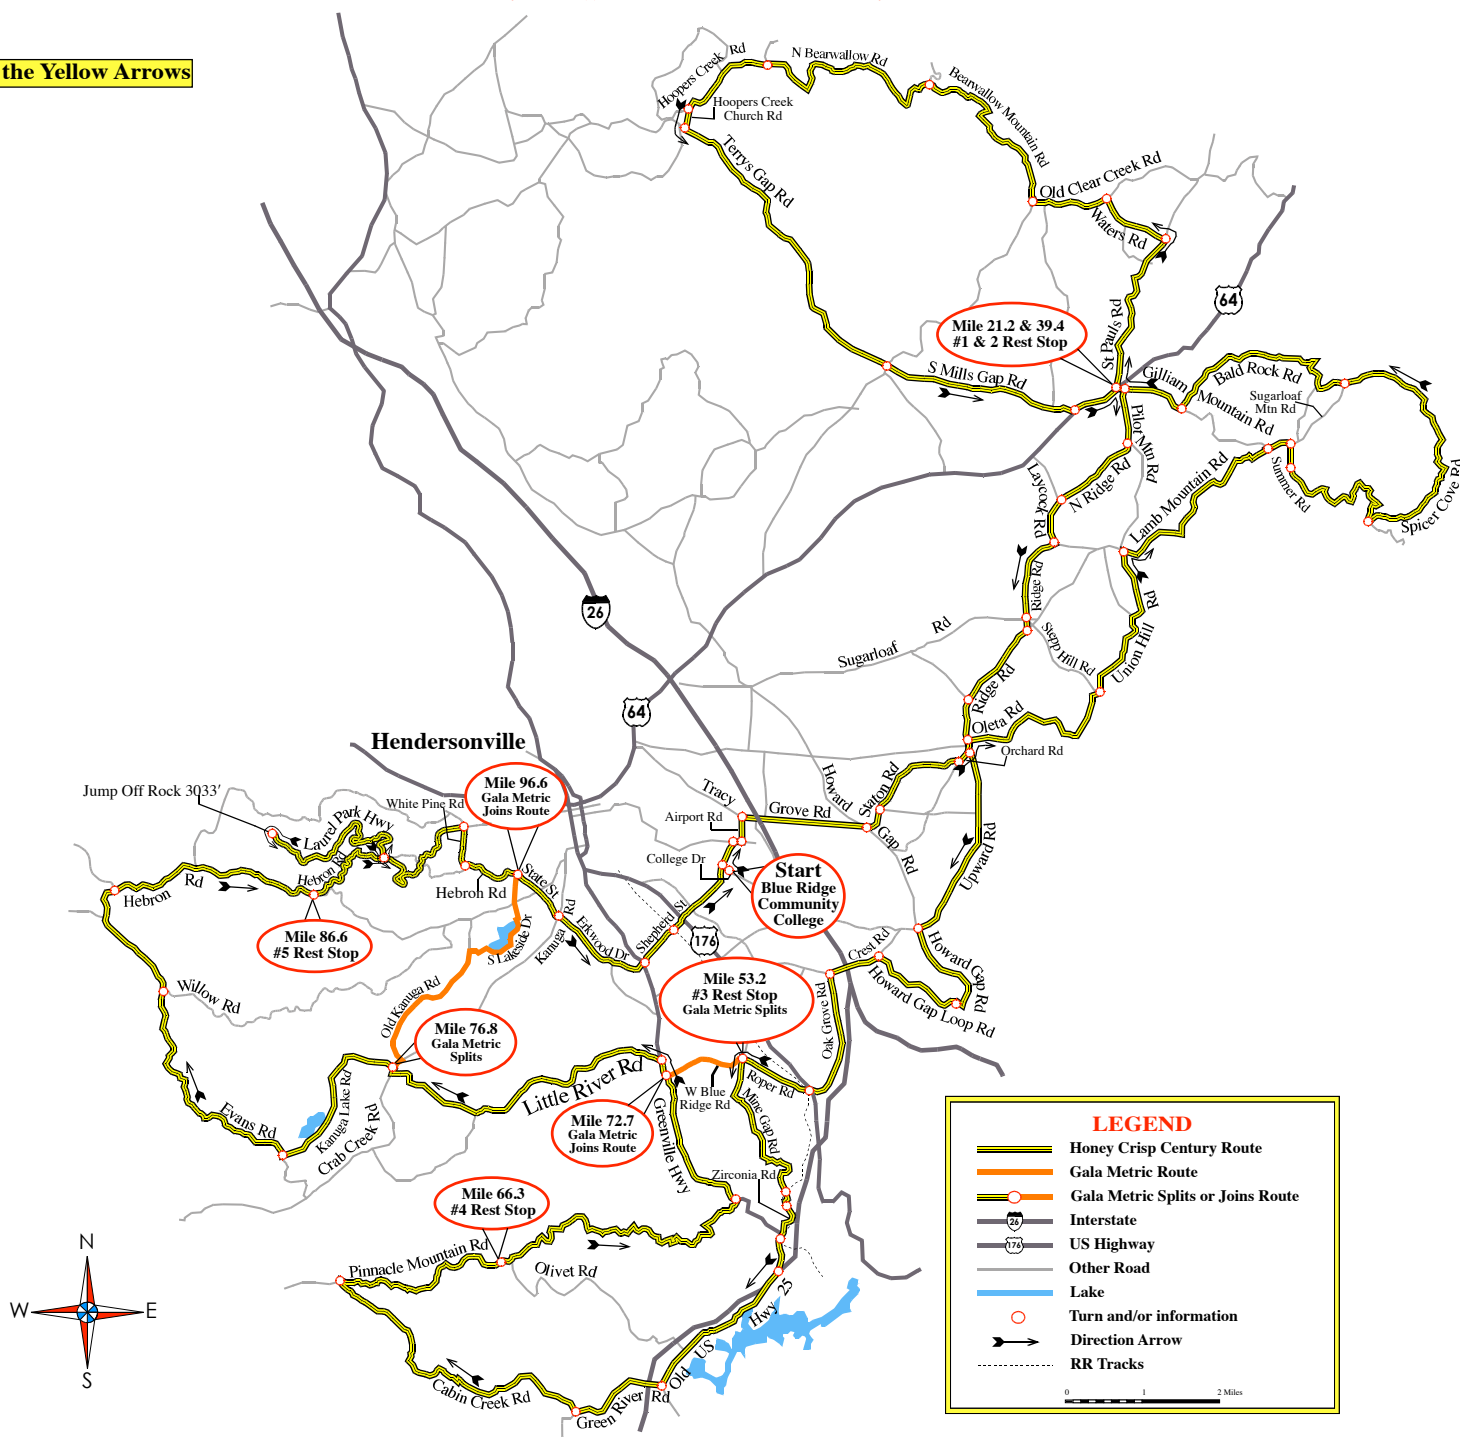 the Yellow Arrows
Hoopers Creek Rd
N Bearwallow Rd
Bearwallow Mountain Rd
Hoopers Creek
Church Rd
Terrys Gap Rd
Old Clear Creek Rd
Waters Rd
64
Mile 21.2 & 39.4
#1 & 2 Rest Stop
St Pauls Rd
S Mills Gap Rd
Gilliam
Mountain Rd
Bald Rock Rd
Sugarloaf
Mtn Rd
Pilot Mtn Rd
N Ridge Rd
Laycock Rd
Lamb Mountain Rd
Summer Rd
Spicer Cove Rd
Ridge Rd
26
Sugarloaf Rd
Stepp Hill Rd
Union Hill Rd
Ridge Rd
Oleta Rd
Orchard Rd
64
Hendersonville
Mile 96.6
Gala Metric
Joins Route
Jump Off Rock 3033′
White Pine Rd
Laurel Park Hwy
Tracy
Grove Rd
Howard
Gap Rd
Staton Rd
Airport Rd
College Dr
Upward Rd
Start
Blue Ridge
Community
College
Hebron Rd
Hebron Rd
Hebron Rd
State St
Mile 86.6
#5 Rest Stop
S Lakeside Dr
Kanuga Rd
Erkwood Dr
Shepherd St
176
Crest Rd
Howard Gap Rd
Howard Gap Loop Rd
Willow Rd
Old Kanuga Rd
Mile 53.2
#3 Rest Stop
Gala Metric Splits
Oak Grove Rd
Mile 76.8
Gala Metric
Splits
Little River Rd
W Blue
Ridge Rd
Roper Rd
Mine Gap Rd
Evans Rd
Kanuga Lake Rd
Crab Creek Rd
Mile 72.7
Gala Metric
Joins Route
Greenville Hwy
Zirconia Rd
Mile 66.3
#4 Rest Stop
Pinnacle Mountain Rd
Olivet Rd
Old US Hwy 25
Cabin Creek Rd
Green River Rd
N
W
E
S
LEGEND
Honey Crisp Century Route
Gala Metric Route
Gala Metric Splits or Joins Route
26
Interstate
176
US Highway
Other Road
Lake
Turn and/or information
Direction Arrow
RR Tracks
0
1
2 Miles